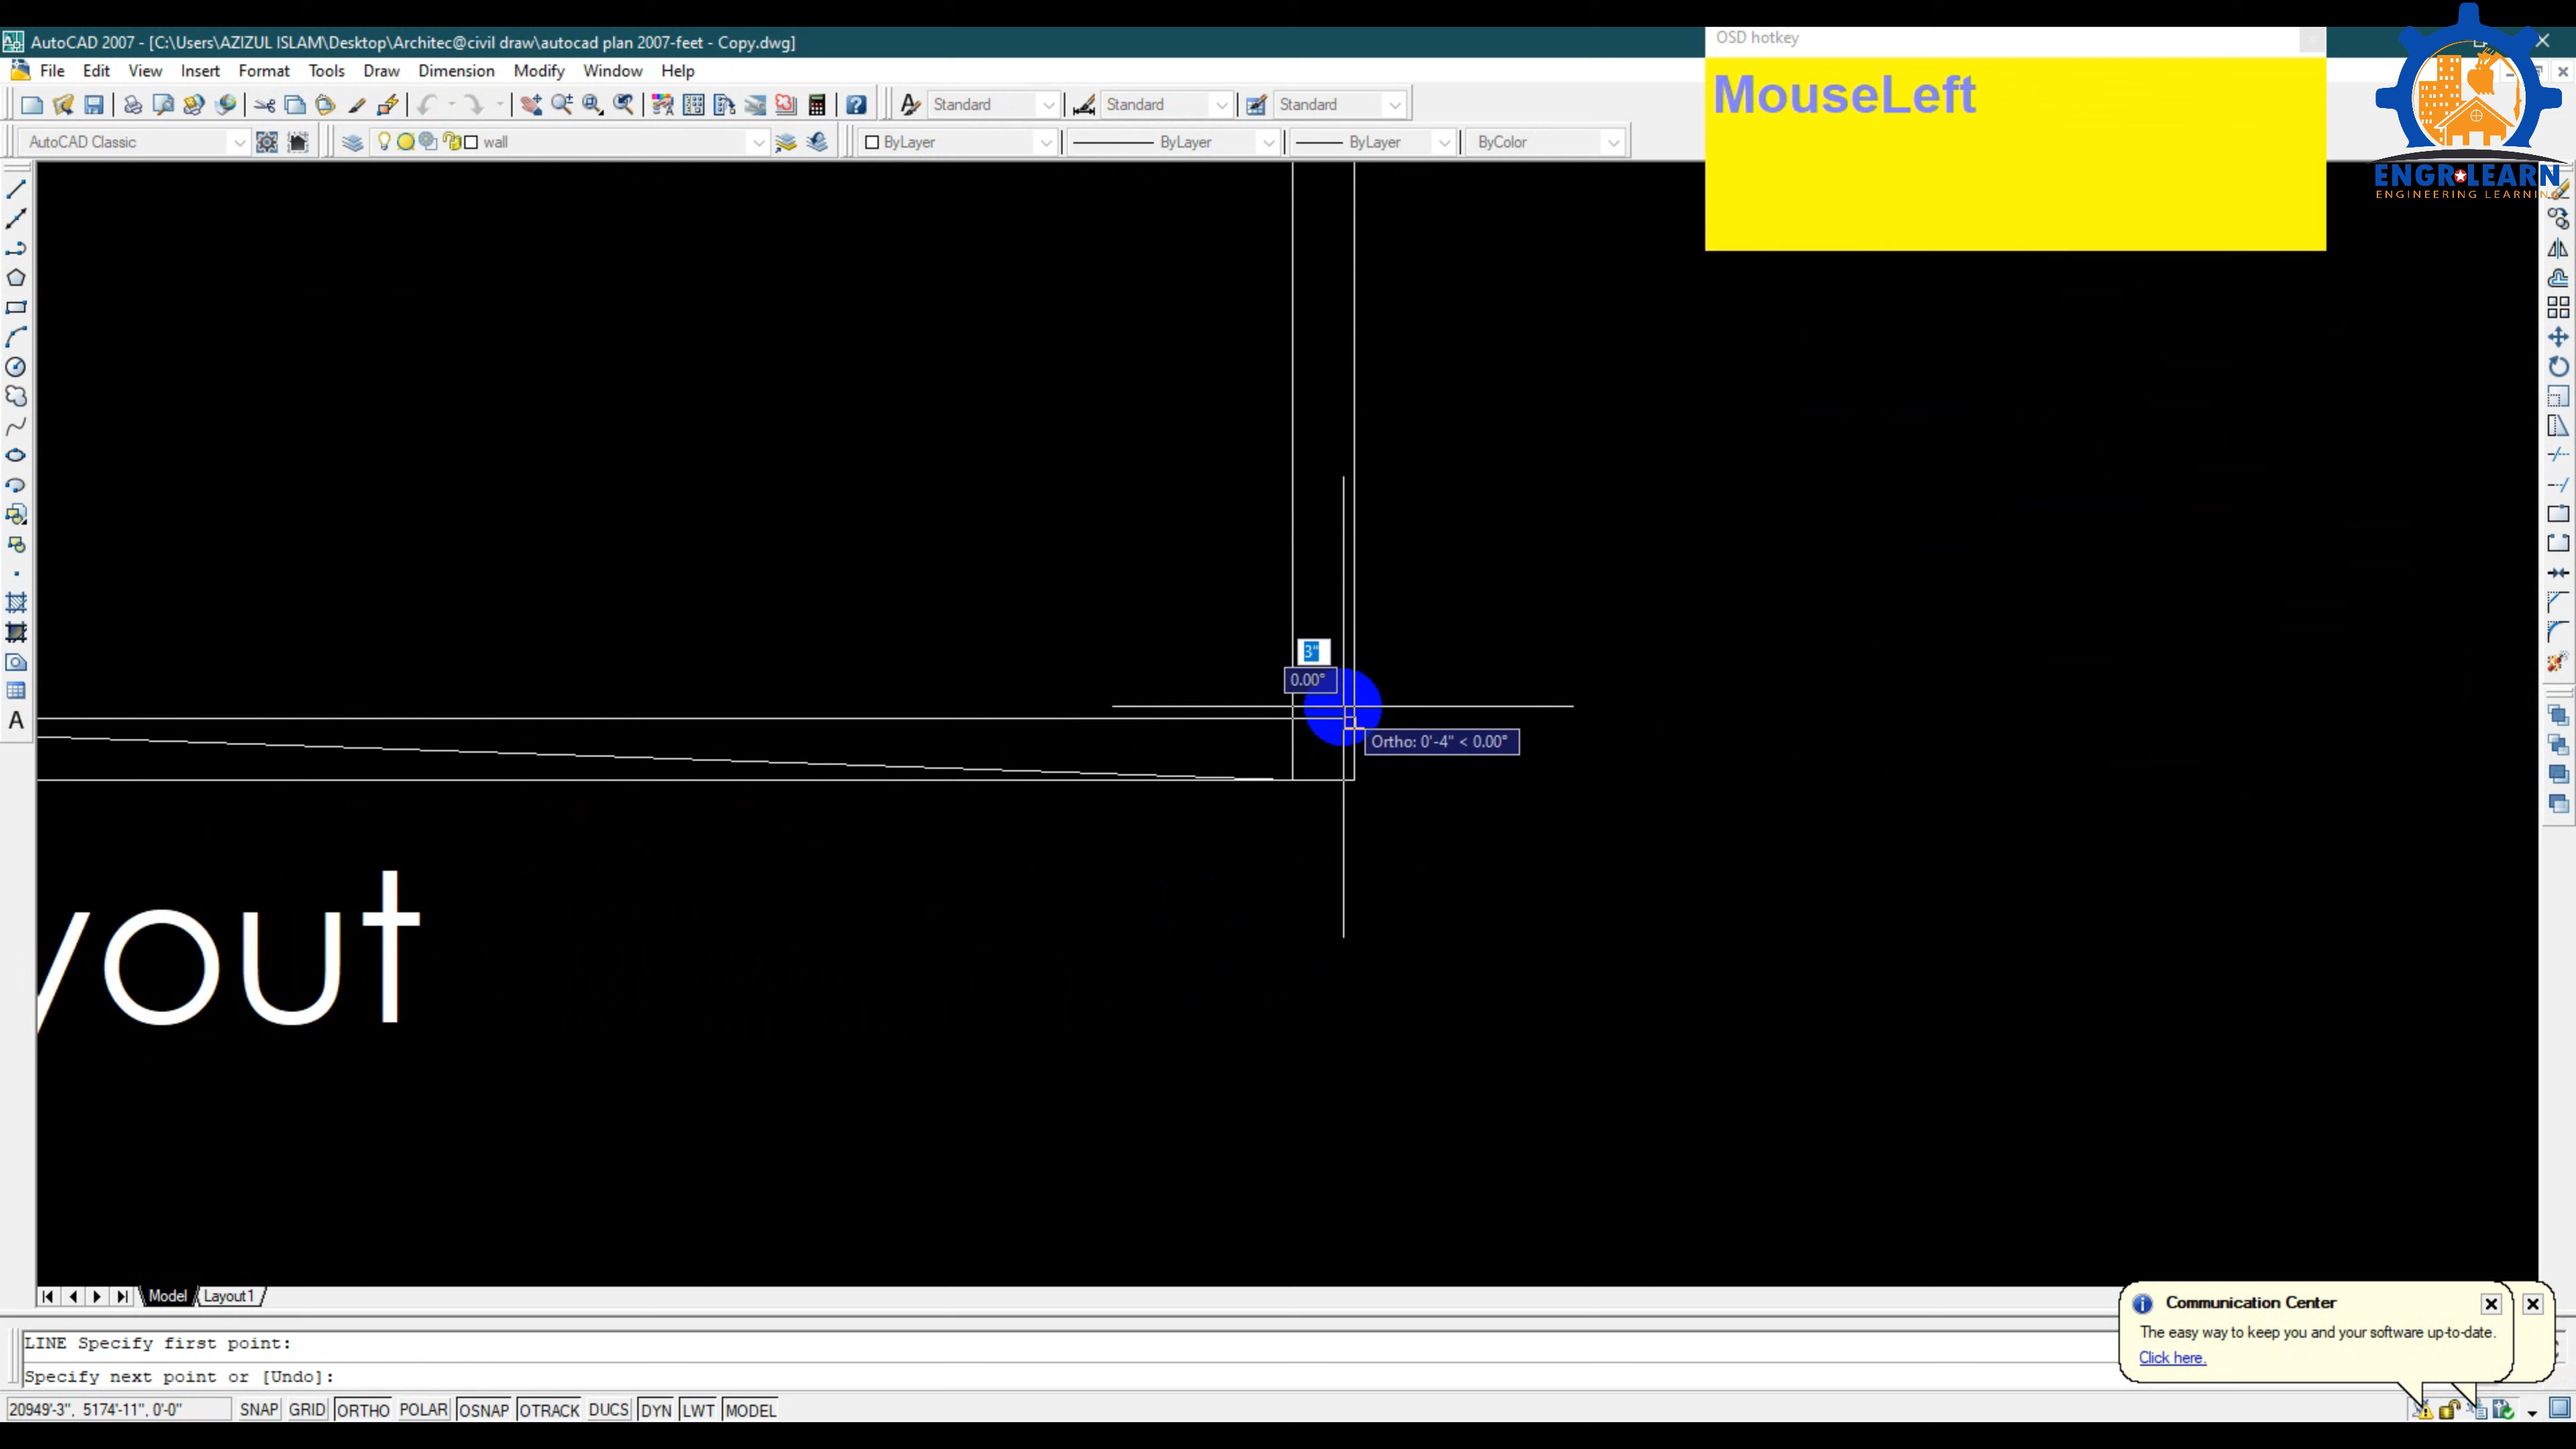 AutoCAD 2007 - [C:\Users\AZIZUL ISLAM\Desktop\Architec@civil draw\autocad plan 2007-feet - Copy.dwg]
OSD hotkey
File Edit View Insert Format Tools Draw Dimension Modify Window Help
MouseLeft
Standard Standard Standard
AutoCAD Classic wall ByLayer ByLayer ByLayer ByColor
ENGR LEARN
ENGINEERING LEARNING
A
3"
0.00°
Ortho: 0'-4" < 0.00°
yout
Model Layout1
Communication Center
The easy way to keep you and your software up-to-date.
Click here.
LINE Specify first point:
Specify next point or [Undo]:
20949'-3", 5174'-11", 0'-0" SNAP GRID ORTHO POLAR OSNAP OTRACK DUCS DYN LWT MODEL